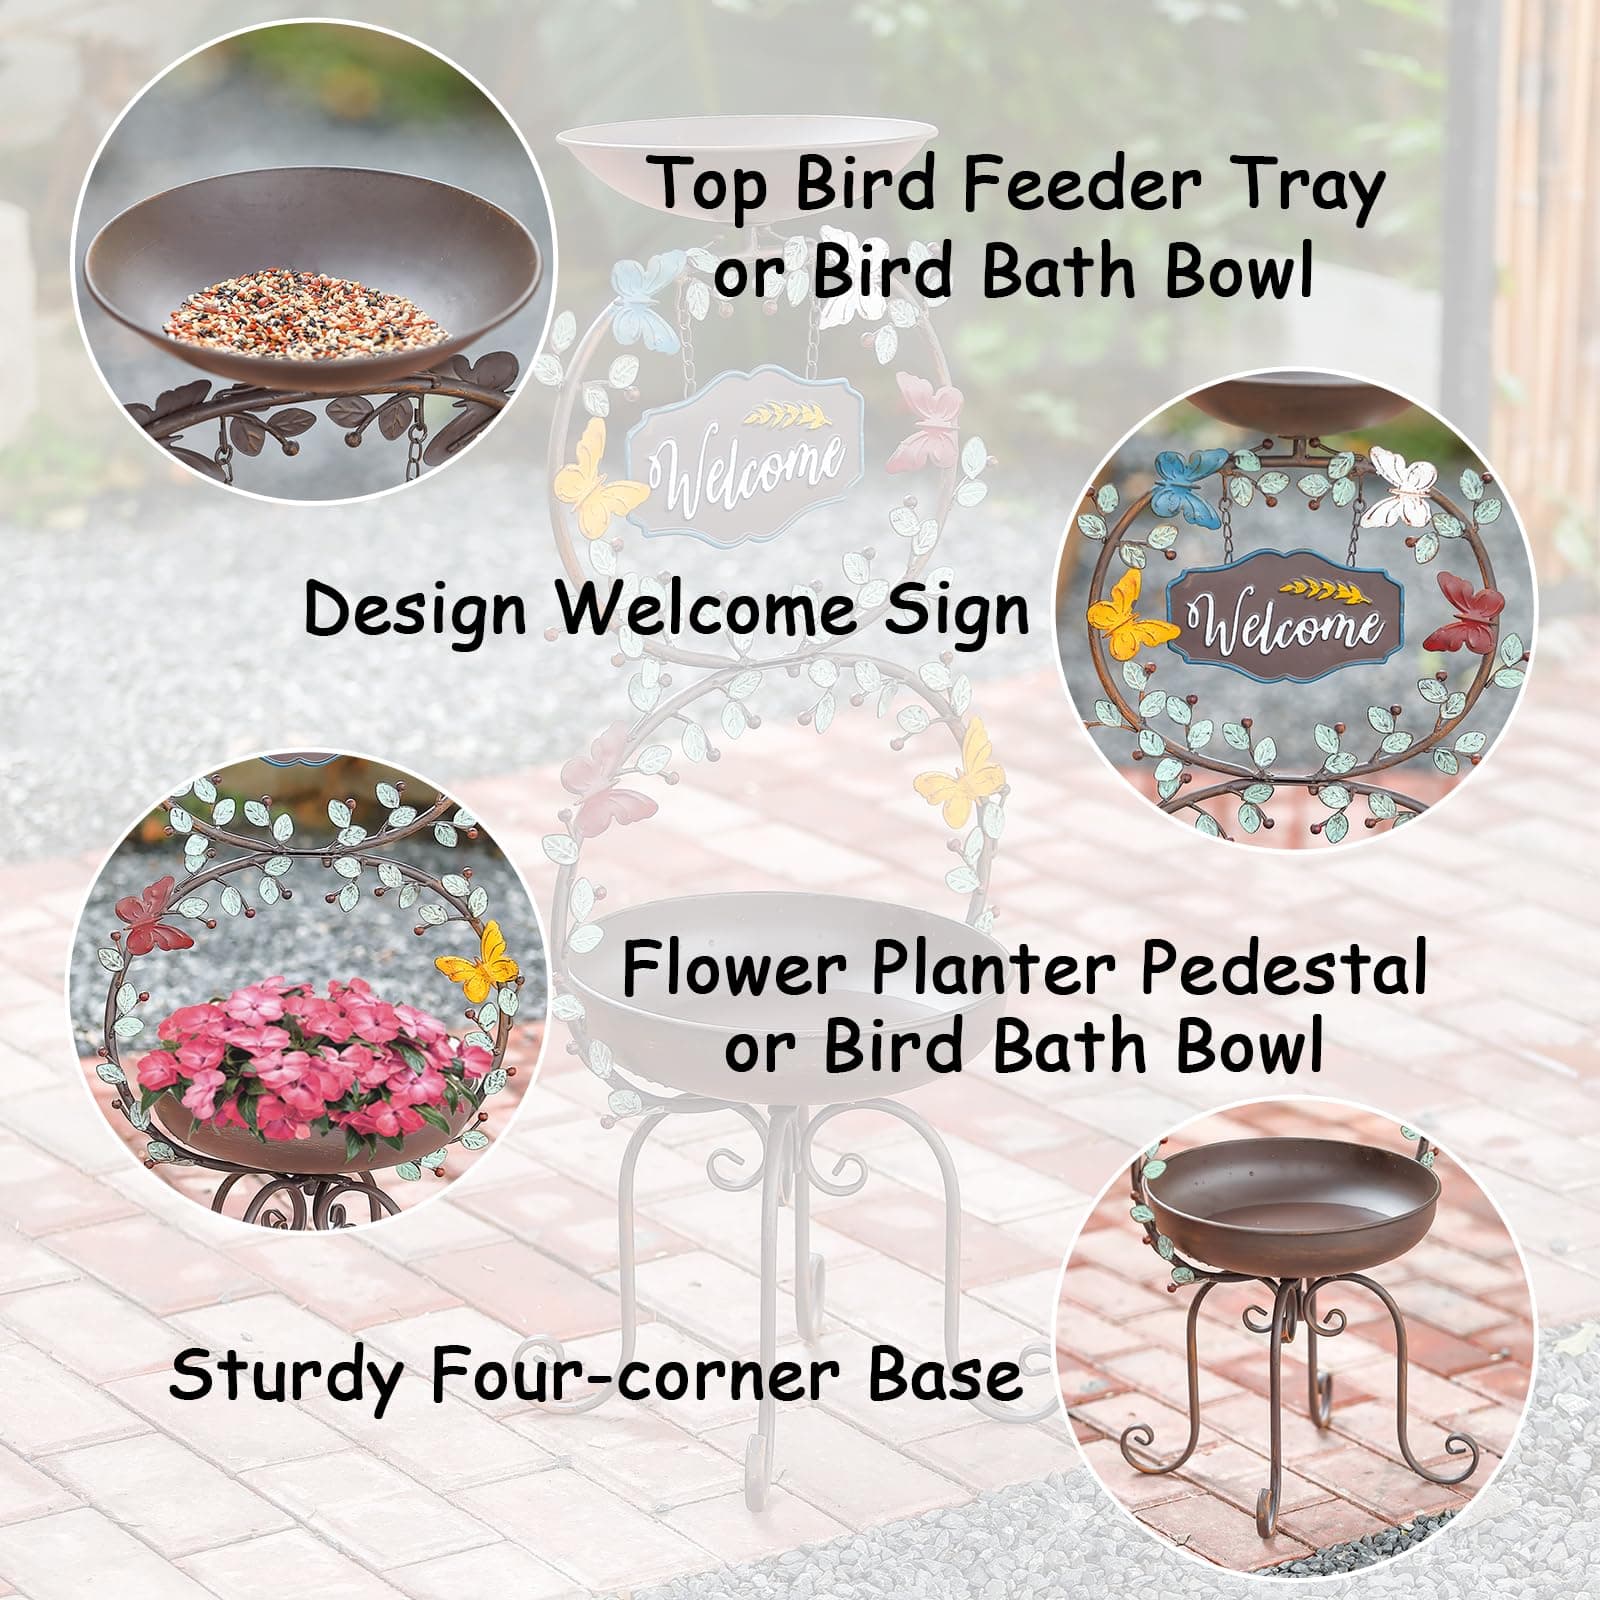 Top Bird Feeder Tray
or Bird Bath Bowl
Welcome
Design Welcome Sign
Welcome
Flower Planter Pedestal
or Bird Bath Bowl
Sturdy Four-corner Base